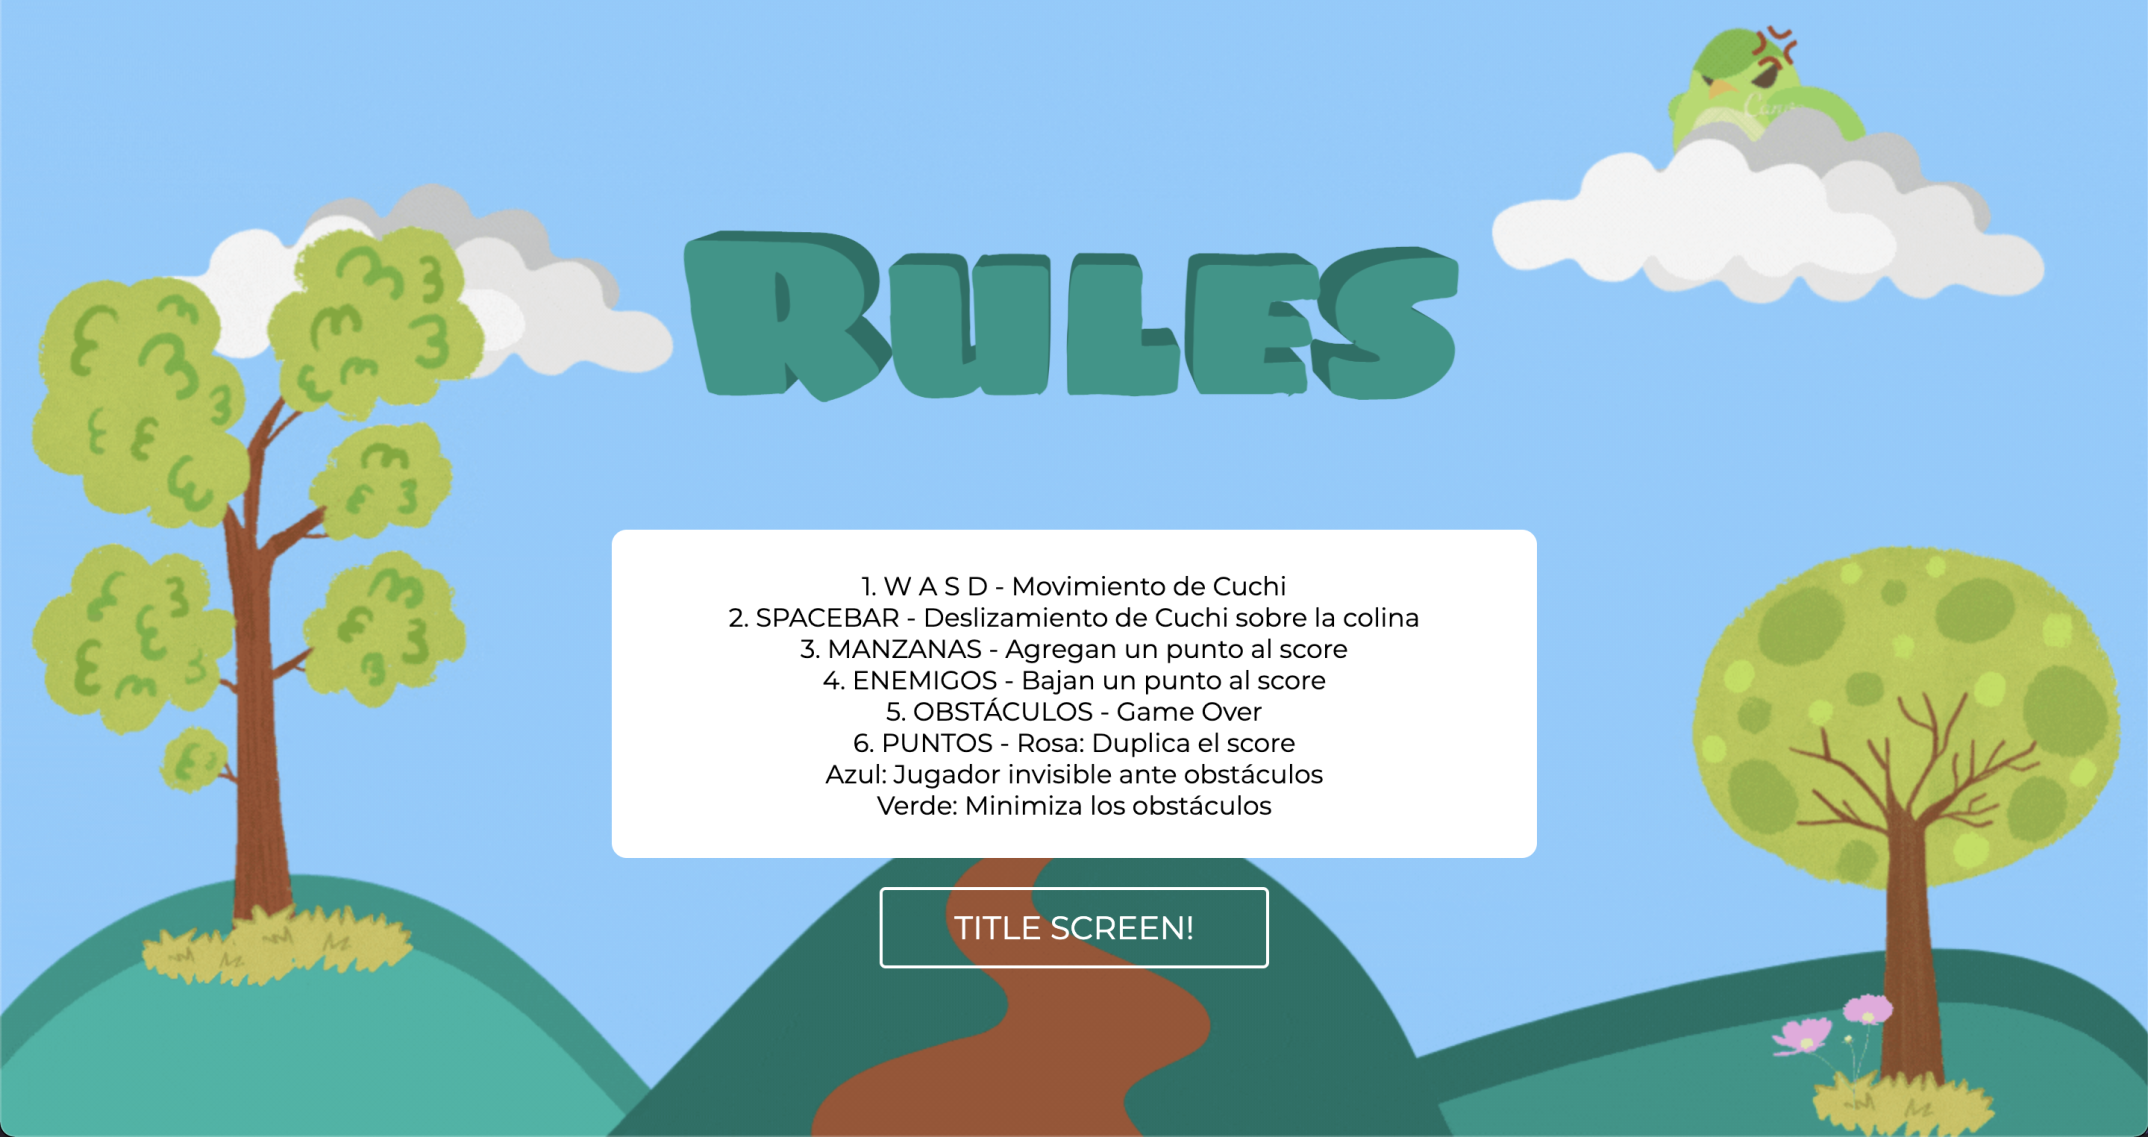 RULES
1. W A S D - Movimiento de Cuchi
2. SPACEBAR - Deslizamiento de Cuchi sobre la colina
3. MANZANAS - Agregan un punto al score
4. ENEMIGOS - Bajan un punto al score
5. OBSTÁCULOS - Game Over
6. PUNTOS - Rosa: Duplica el score
Azul: Jugador invisible ante obstáculos
Verde: Minimiza los obstáculos
TITLE SCREEN!